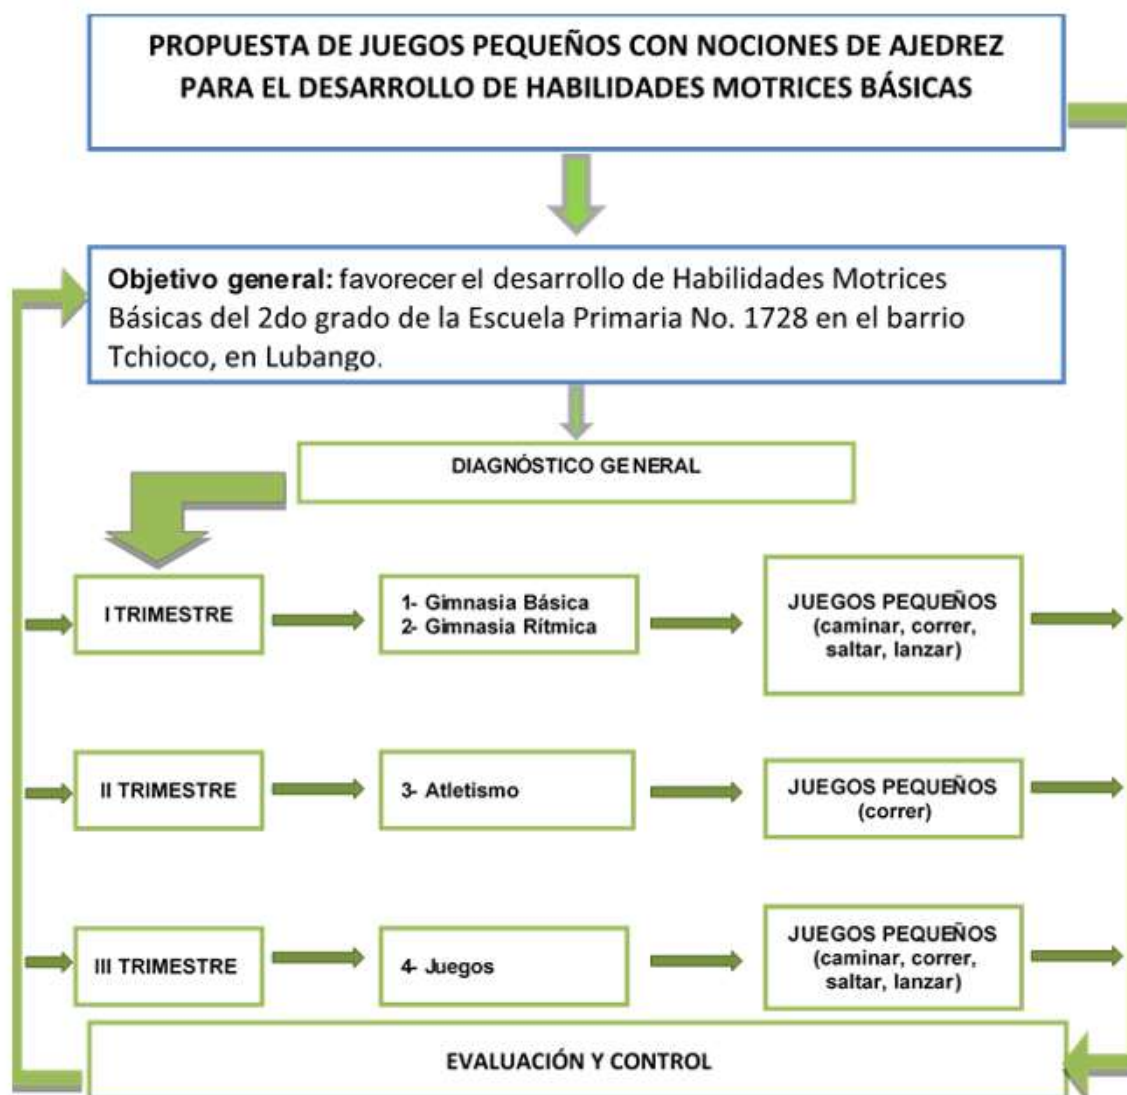 PROPUESTA DE JUEGOS PEQUEÑOS CON NOCIONES DE AJEDREZ
PARA EL DESARROLLO DE HABILIDADES MOTRICES BÁSICAS
Objetivo general: favorecer el desarrollo de Habilidades Motrices
Básicas del 2do grado de la Escuela Primaria No. 1728 en el barrio
Tchioco, en Lubango.
DIAGNÓSTICO GENERAL
I TRIMESTRE
1- Gimnasia Básica
2- Gimnasia Rítmica
JUEGOS PEQUEÑOS
(caminar, correr,
saltar, lanzar)
II TRIMESTRE
3- Atletismo
JUEGOS PEQUEÑOS
(correr)
III TRIMESTRE
4- Juegos
JUEGOS PEQUEÑOS
(caminar, correr,
saltar, lanzar)
EVALUACIÓN Y CONTROL